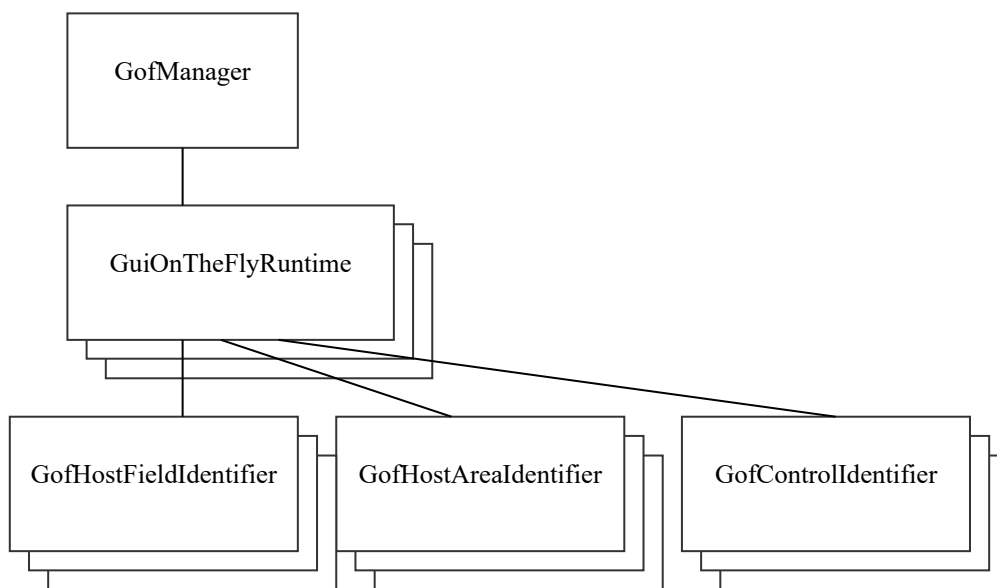 GofManager
GuiOnTheFlyRuntime
GofHostFieldIdentifier
GofHostAreaIdentifier
GofControlIdentifier